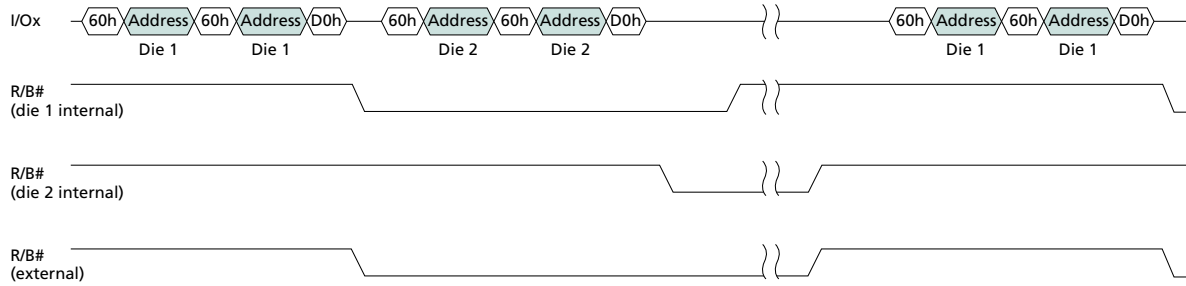 I/Ox 60h Address 60h Address D0h 60h Address 60h Address D0h 60h Address 60h Address D0h
Die 1 Die 1 Die 2 Die 2 Die 1 Die 1
R/B#
(die 1 internal)
R/B#
(die 2 internal)
R/B#
(external)